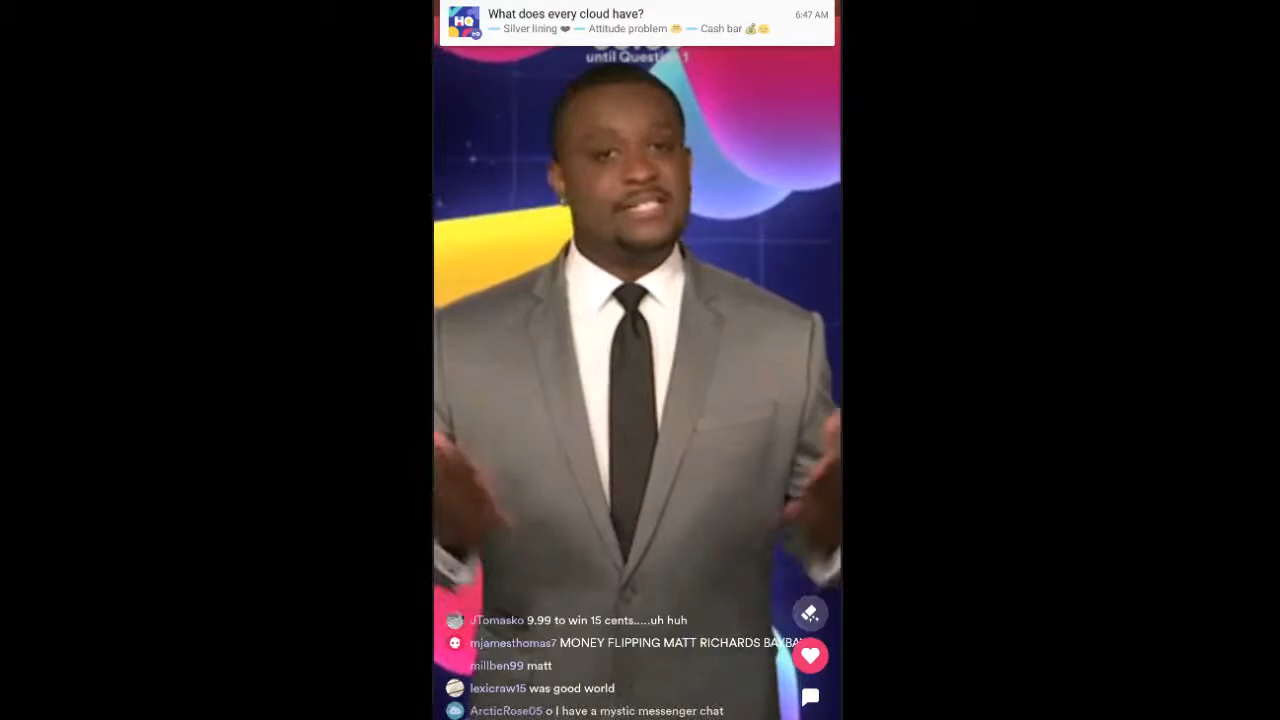 HQ
What does every cloud have?
6:47 AM
Silver lining 🖤 Attitude problem 😤 Cash bar 💰😏
until Question 1
JTomasko 9.99 to win 15 cents.....uh huh
mjamesthomas7 MONEY FLIPPING MATT RICHARDS BAYBAY
millben99 matt
lexicraw15 was good world
ArcticRose05 o I have a mystic messenger chat